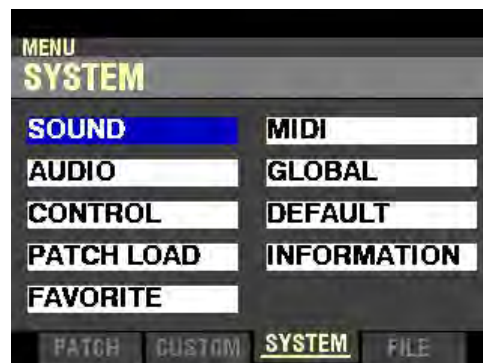 MENU
SYSTEM
SOUND
MIDI
AUDIO
GLOBAL
CONTROL
DEFAULT
PATCH LOAD
INFORMATION
FAVORITE
PATCH CUSTOM SYSTEM FILE